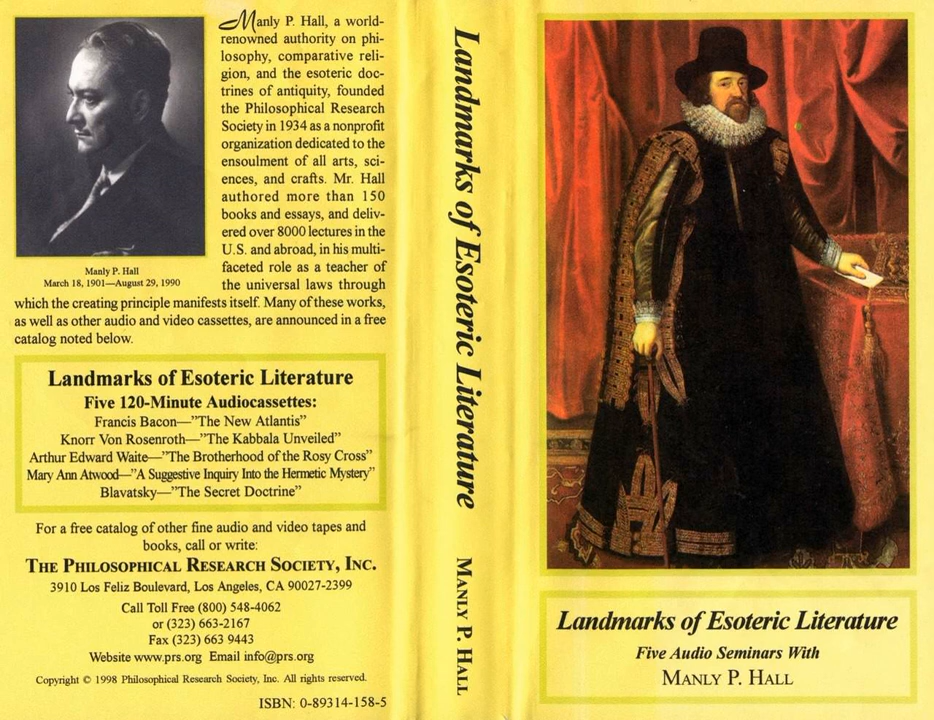 Manly P. Hall, a world-
renowned authority on phi-
losophy, comparative reli-
gion, and the esoteric doc-
trines of antiquity, founded
the Philosophical Research
Society in 1934 as a nonprofit
organization dedicated to the
ensoulment of all arts, sci-
ences, and crafts. Mr. Hall
authored more than 150
books and essays, and deliv-
ered over 8000 lectures in the
U.S. and abroad, in his multi-
faceted role as a teacher of
the universal laws through
Manly P. Hall
March 18, 1901—August 29, 1990
which the creating principle manifests itself. Many of these works,
as well as other audio and video cassettes, are announced in a free
catalog noted below.
Landmarks of Esoteric Literature
Five 120-Minute Audiocassettes:
Francis Bacon—”The New Atlantis”
Knorr Von Rosenroth—”The Kabbala Unveiled”
Arthur Edward Waite—”The Brotherhood of the Rosy Cross”
Mary Ann Atwood—”A Suggestive Inquiry Into the Hermetic Mystery”
Blavatsky—”The Secret Doctrine”
For a free catalog of other fine audio and video tapes and
books, call or write:
THE PHILOSOPHICAL RESEARCH SOCIETY, INC.
3910 Los Feliz Boulevard, Los Angeles, CA 90027-2399
Call Toll Free (800) 548-4062
or (323) 663-2167
Fax (323) 663 9443
Website www.prs.org Email info@prs.org
Copyright © 1998 Philosophical Research Society, Inc. All rights reserved.
ISBN: 0-89314-158-5
Landmarks of Esoteric Literature MANLY P. HALL
Landmarks of Esoteric Literature
Five Audio Seminars With
MANLY P. HALL